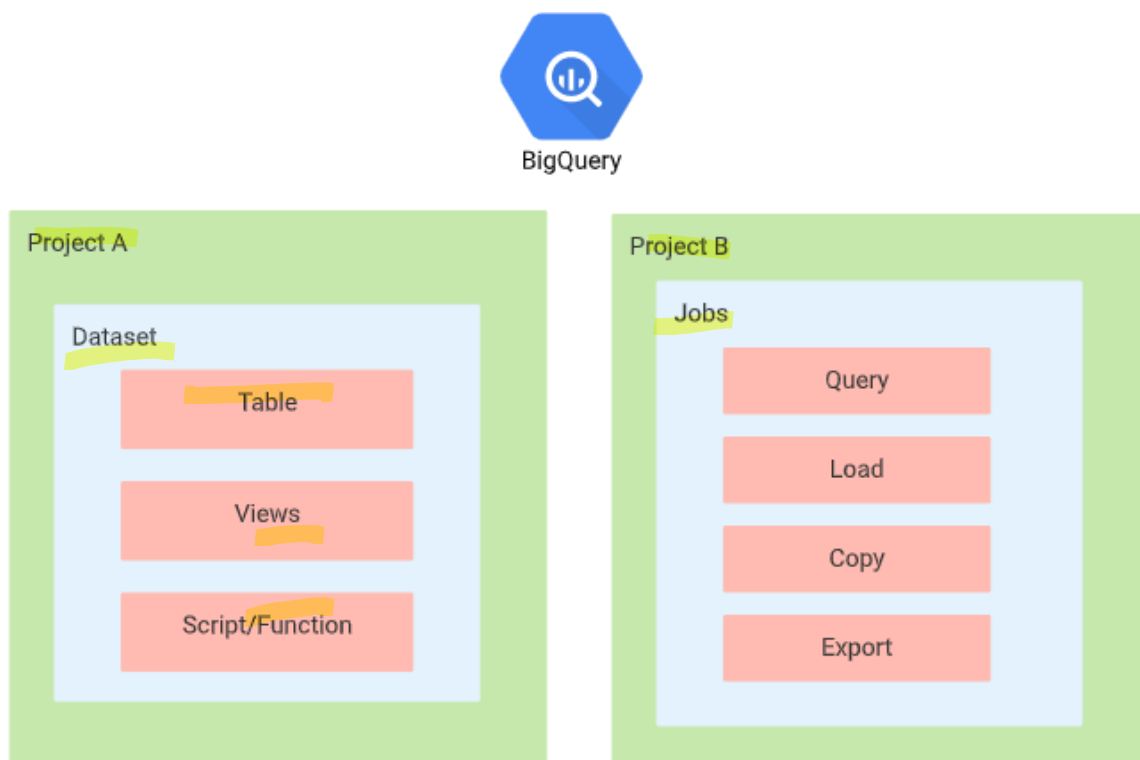 BigQuery
Project A
Dataset
Table
Views
Script/Function
Project B
Jobs
Query
Load
Copy
Export